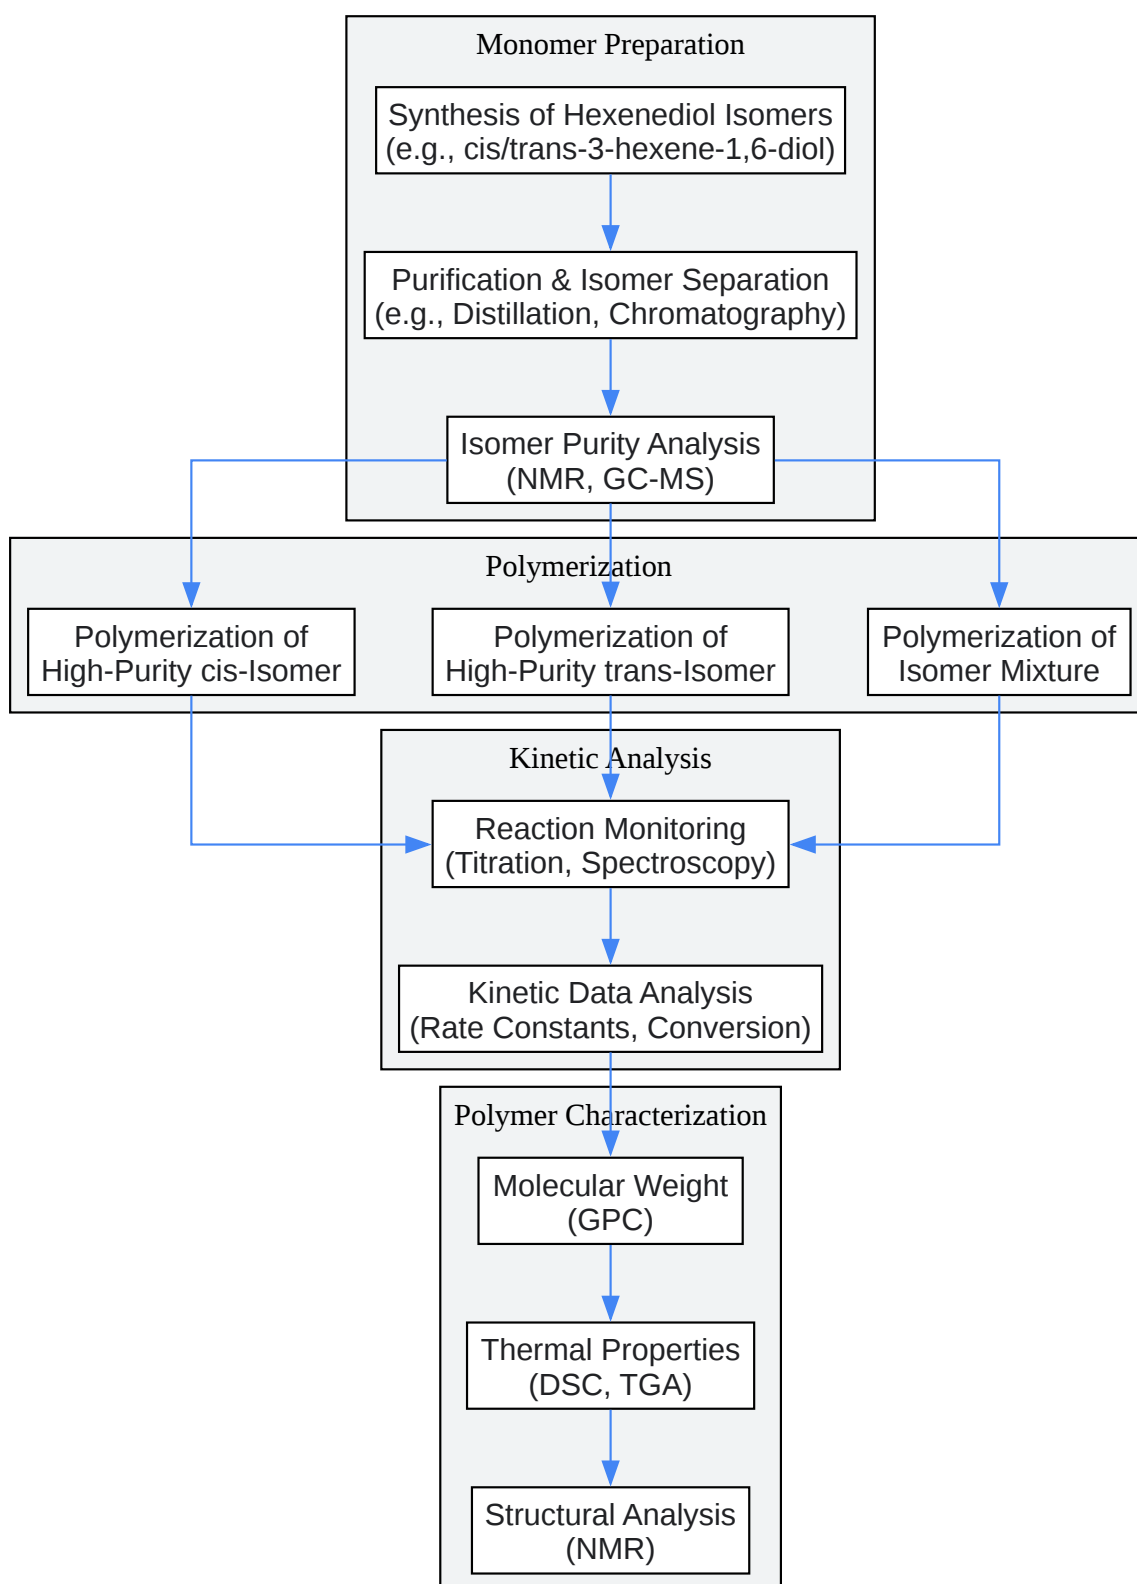 Monomer Preparation
Synthesis of Hexenediol Isomers
(e.g., cis/trans-3-hexene-1,6-diol)
Purification & Isomer Separation
(e.g., Distillation, Chromatography)
Isomer Purity Analysis
(NMR, GC-MS)
Polymerization
Polymerization of
High-Purity cis-Isomer
Polymerization of
High-Purity trans-Isomer
Polymerization of
Isomer Mixture
Kinetic Analysis
Reaction Monitoring
(Titration, Spectroscopy)
Kinetic Data Analysis
(Rate Constants, Conversion)
Polymer Characterization
Molecular Weight
(GPC)
Thermal Properties
(DSC, TGA)
Structural Analysis
(NMR)